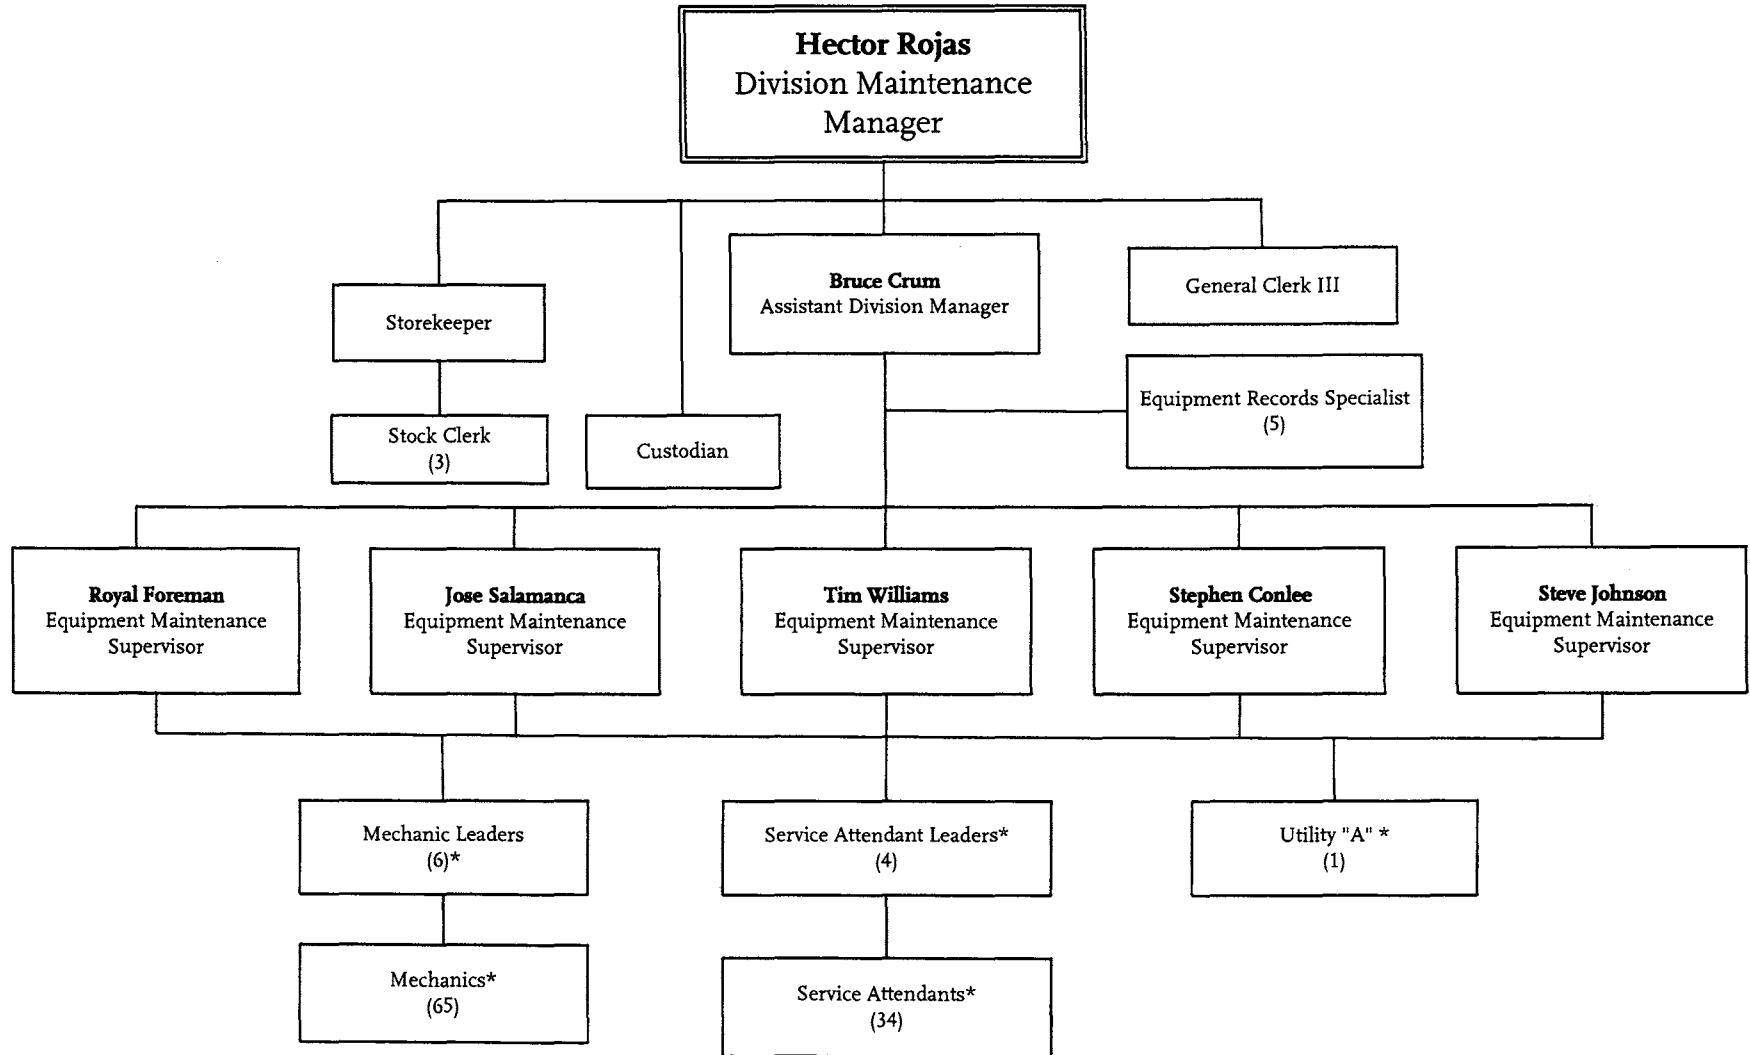 Hector Rojas
Division Maintenance
Manager
Bruce Crum
Assistant Division Manager
General Clerk III
Storekeeper
Equipment Records Specialist
(5)
Stock Clerk
(3)
Custodian
Royal Foreman
Equipment Maintenance
Supervisor
Jose Salamanca
Equipment Maintenance
Supervisor
Tim Williams
Equipment Maintenance
Supervisor
Stephen Conlee
Equipment Maintenance
Supervisor
Steve Johnson
Equipment Maintenance
Supervisor
Mechanic Leaders
(6)*
Service Attendant Leaders*
(4)
Utility "A" *
(1)
Mechanics*
(65)
Service Attendants*
(34)